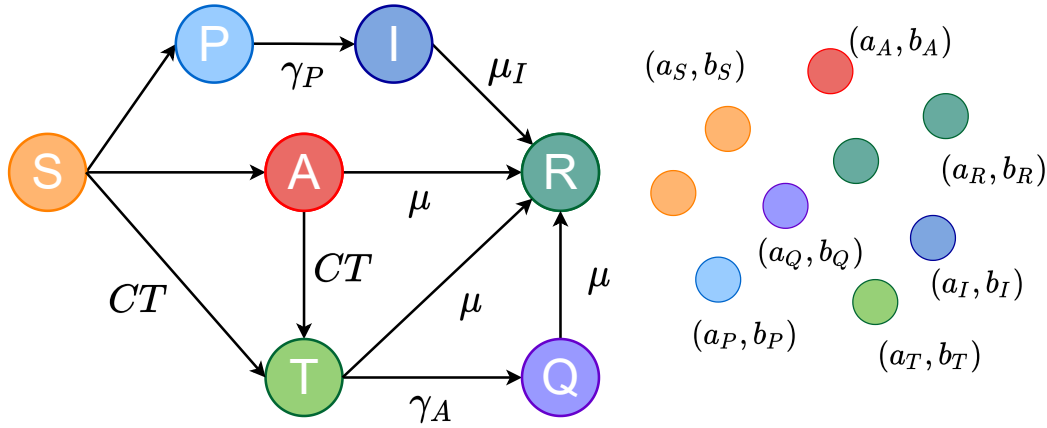 P
I
γ_P
μ_I
S
A
R
μ
CT
CT
μ
μ
T
Q
γ_A
(a_S, b_S)
(a_A, b_A)
(a_R, b_R)
(a_Q, b_Q)
(a_I, b_I)
(a_P, b_P)
(a_T, b_T)